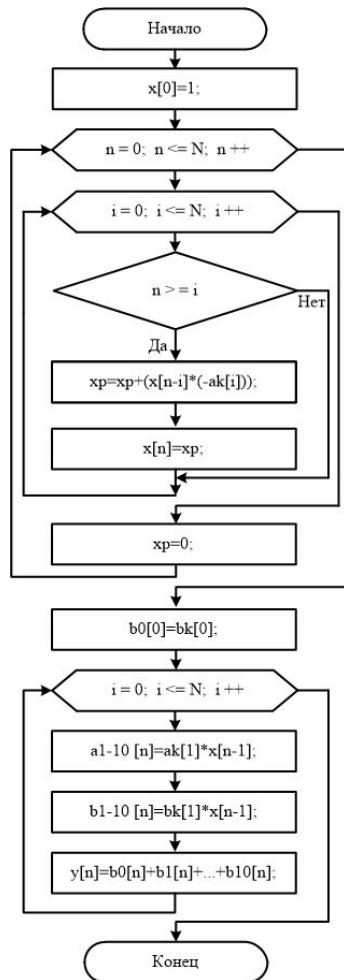 Начало
x[0]=1;
n = 0; n <= N; n ++
i = 0; i <= N; i ++
n > = i
Нет
Да
xp=xp+(x[n-i]*(-ak[i]));
x[n]=xp;
xp=0;
b0[0]=bk[0];
i = 0; i <= N; i ++
a1-10 [n]=ak[1]*x[n-1];
b1-10 [n]=bk[1]*x[n-1];
y[n]=b0[n]+b1[n]+...+b10[n];
Конец